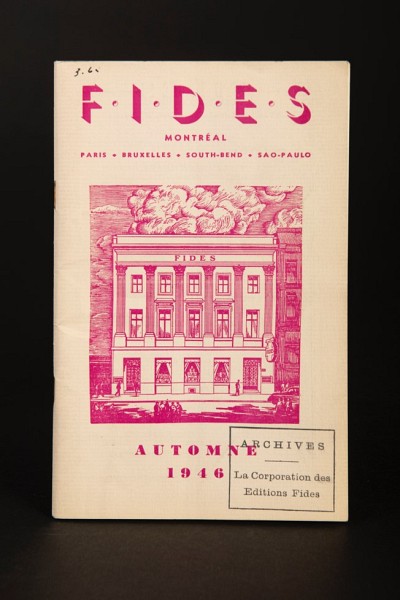 3.6.
F·I·D·E·S
MONTRÉAL
PARIS • BRUXELLES • SOUTH-BEND • SAO-PAULO
FIDES
AUTOMNE
1946
ARCHIVES
La Corporation des
Editions Fides